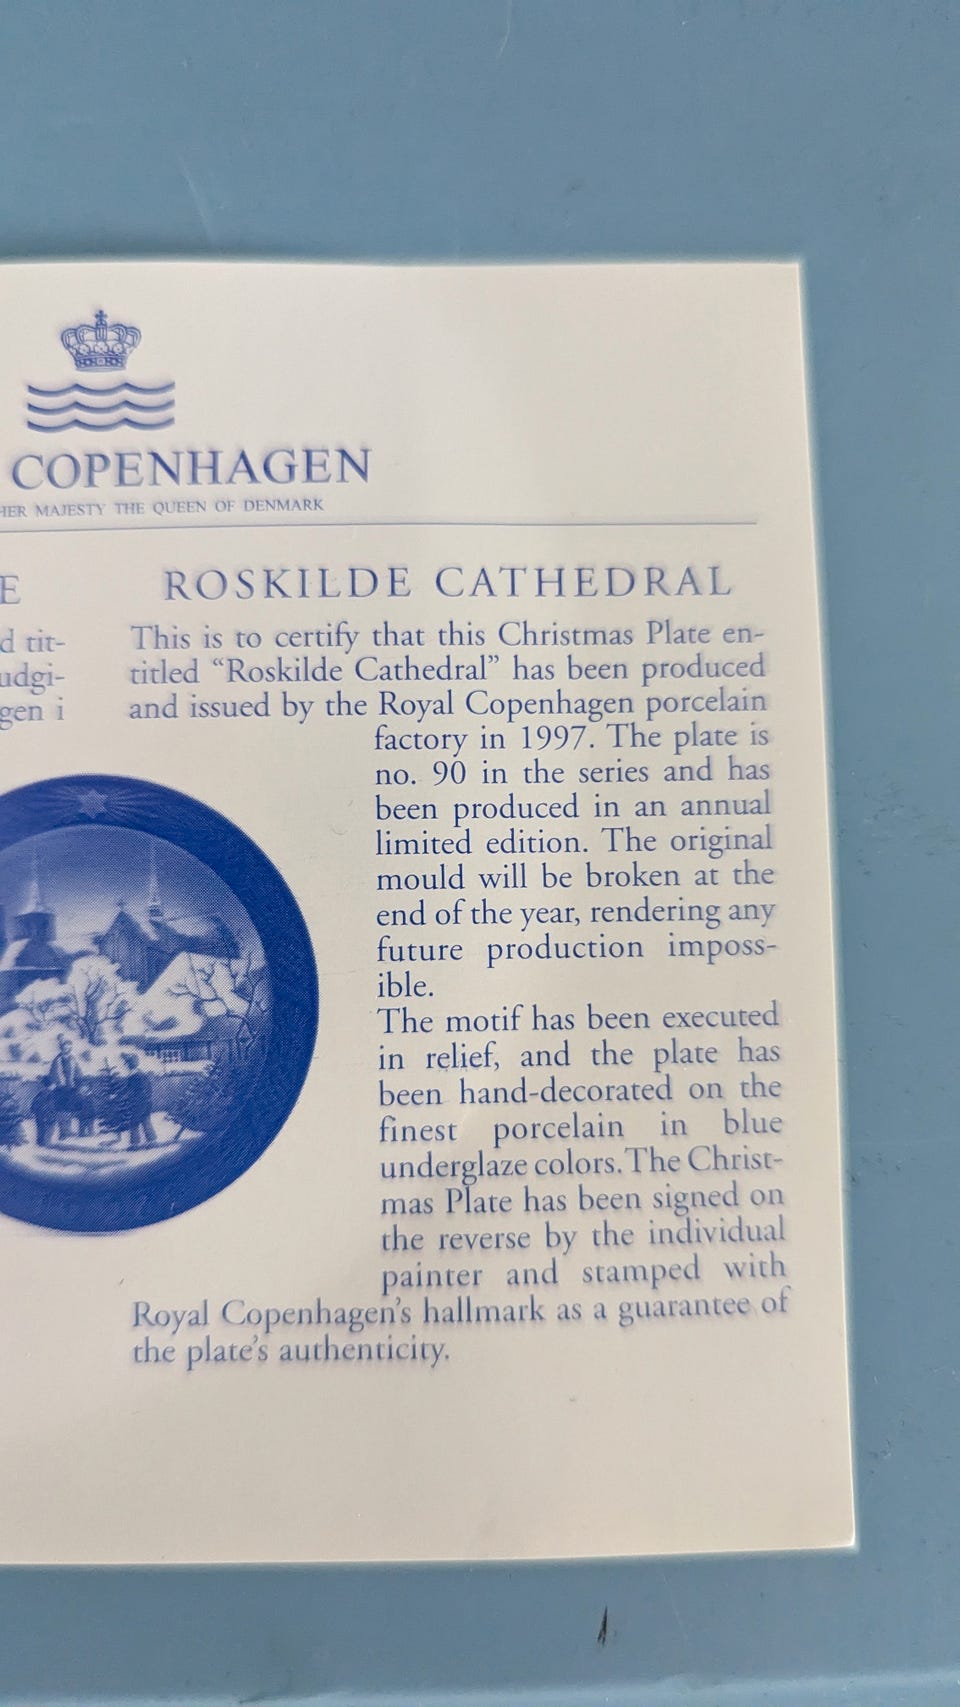 COPENHAGEN
HER MAJESTY THE QUEEN OF DENMARK
E
d tit-
udgi-
gen i
ROSKILDE CATHEDRAL
This is to certify that this Christmas Plate en-
titled “Roskilde Cathedral” has been produced
and issued by the Royal Copenhagen porcelain
factory in 1997. The plate is
no. 90 in the series and has
been produced in an annual
limited edition. The original
mould will be broken at the
end of the year, rendering any
future production imposs-
ible.
The motif has been executed
in relief, and the plate has
been hand-decorated on the
finest porcelain in blue
underglaze colors. The Christ-
mas Plate has been signed on
the reverse by the individual
painter and stamped with
Royal Copenhagen’s hallmark as a guarantee of
the plate’s authenticity.